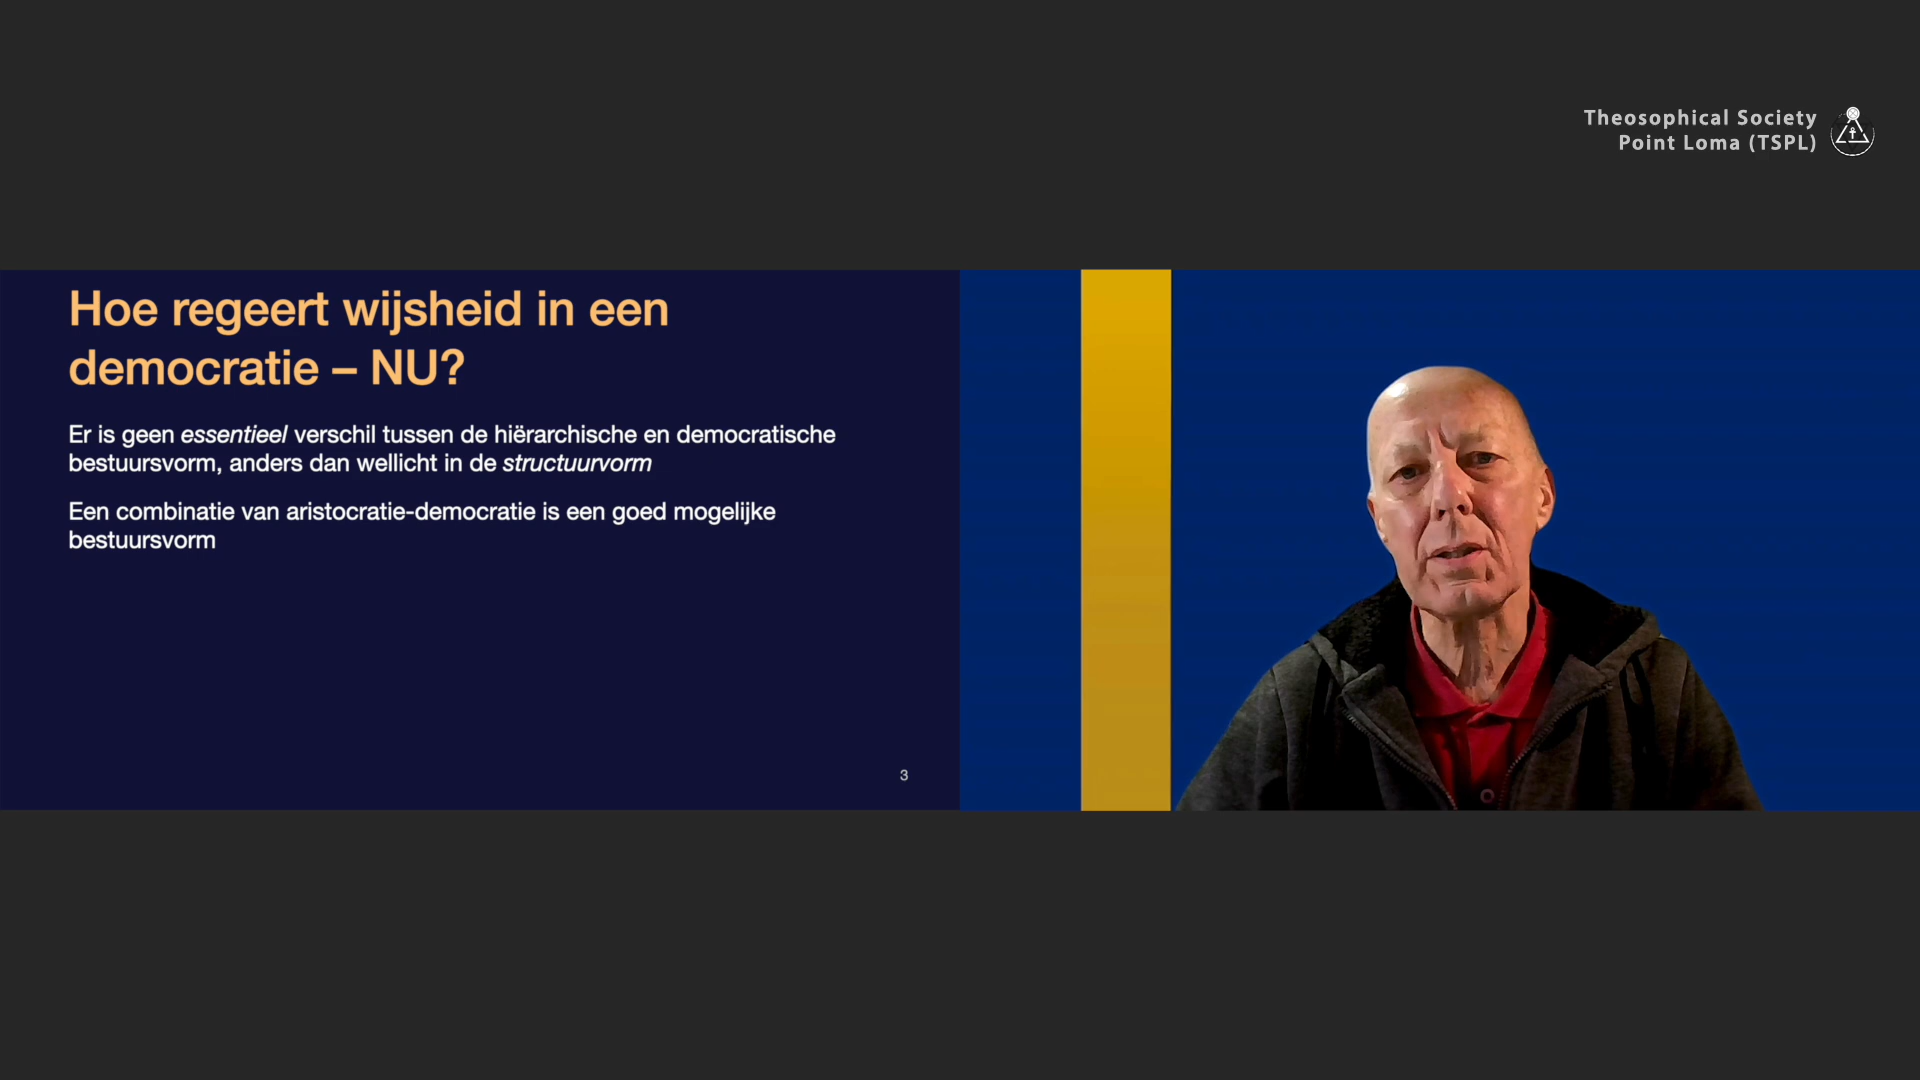 Theosophical Society
Point Loma (TSPL)
Hoe regeert wijsheid in een
democratie – NU?
Er is geen essentieel verschil tussen de hiërarchische en democratische
bestuursvorm, anders dan wellicht in de structuurvorm
Een combinatie van aristocratie-democratie is een goed mogelijke
bestuursvorm
3